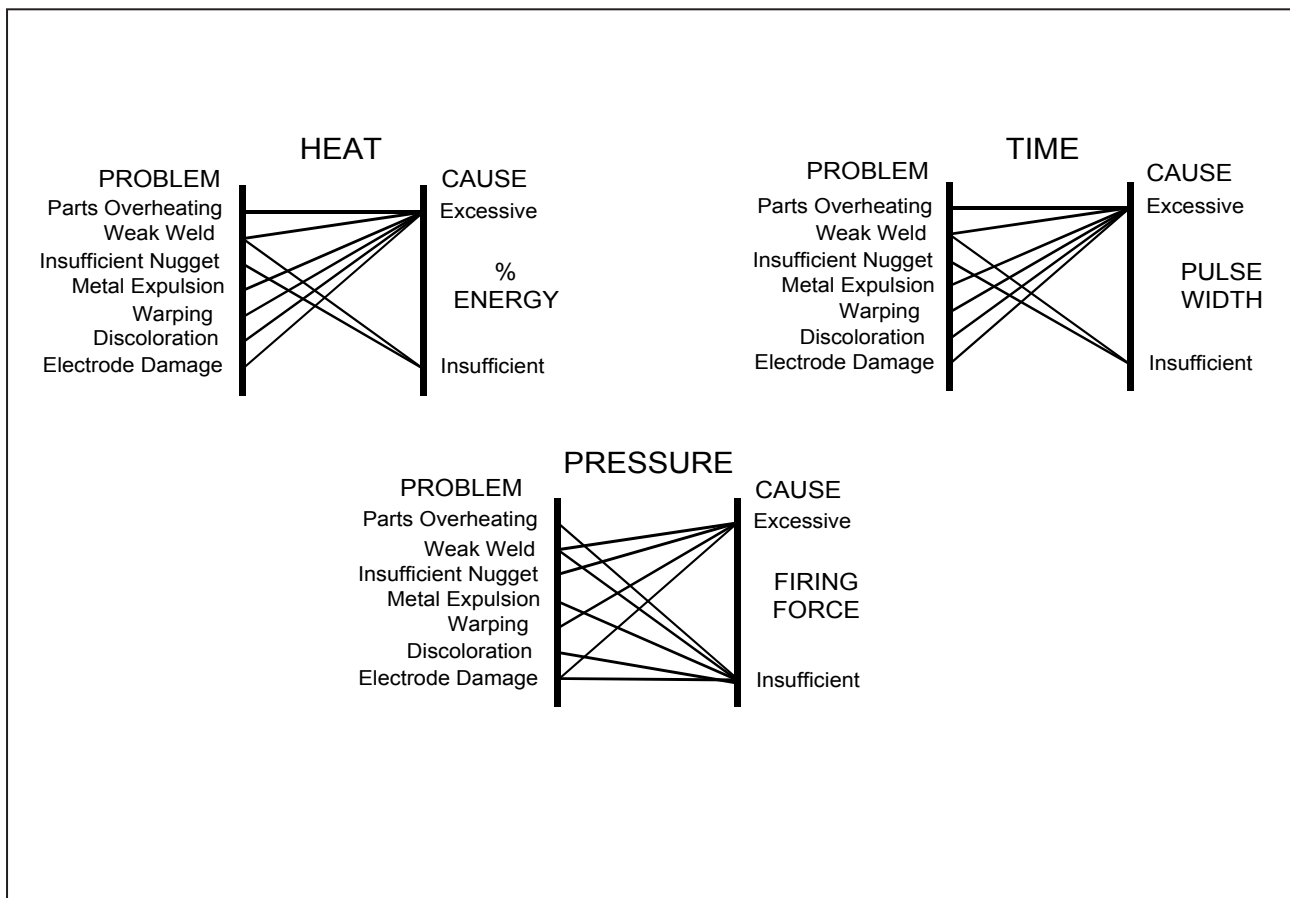 HEAT
PROBLEM
CAUSE
Parts Overheating
Weak Weld
Insufficient Nugget
Metal Expulsion
Warping
Discoloration
Electrode Damage
Excessive
%
ENERGY
Insufficient
TIME
PROBLEM
CAUSE
Parts Overheating
Weak Weld
Insufficient Nugget
Metal Expulsion
Warping
Discoloration
Electrode Damage
Excessive
PULSE
WIDTH
Insufficient
PRESSURE
PROBLEM
CAUSE
Parts Overheating
Weak Weld
Insufficient Nugget
Metal Expulsion
Warping
Discoloration
Electrode Damage
Excessive
FIRING
FORCE
Insufficient